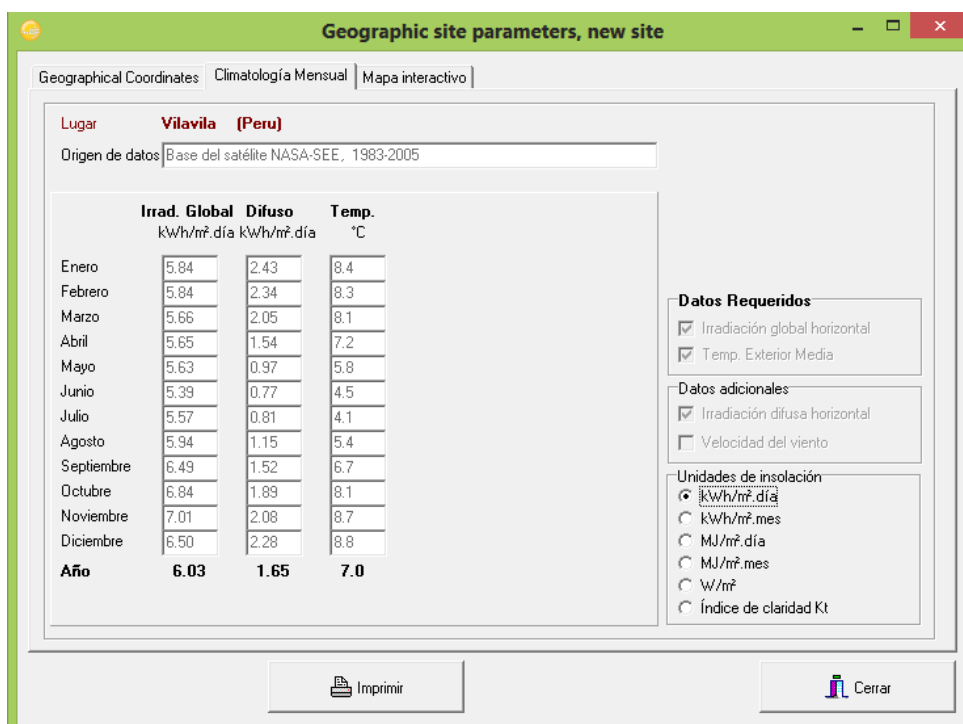 Geographic site parameters, new site
Geographical Coordinates Climatología Mensual Mapa interactivo
Lugar Vilavila (Peru)
Origen de datos Base del satélite NASA-SEE, 1983-2005
Irrad. Global Difuso Temp.
kWh/m².día kWh/m².día °C
Enero 5.84 2.43 8.4
Febrero 5.84 2.34 8.3
Marzo 5.66 2.05 8.1
Abril 5.65 1.54 7.2
Mayo 5.63 0.97 5.8
Junio 5.39 0.77 4.5
Julio 5.57 0.81 4.1
Agosto 5.94 1.15 5.4
Septiembre 6.49 1.52 6.7
Octubre 6.84 1.89 8.1
Noviembre 7.01 2.08 8.7
Diciembre 6.50 2.28 8.8
Año 6.03 1.65 7.0
Datos Requeridos
Irradiación global horizontal
Temp. Exterior Media
Datos adicionales
Irradiación difusa horizontal
Velocidad del viento
Unidades de insolación
kWh/m².día
kWh/m².mes
MJ/m².día
MJ/m².mes
W/m²
Índice de claridad Kt
Imprimir Cerrar